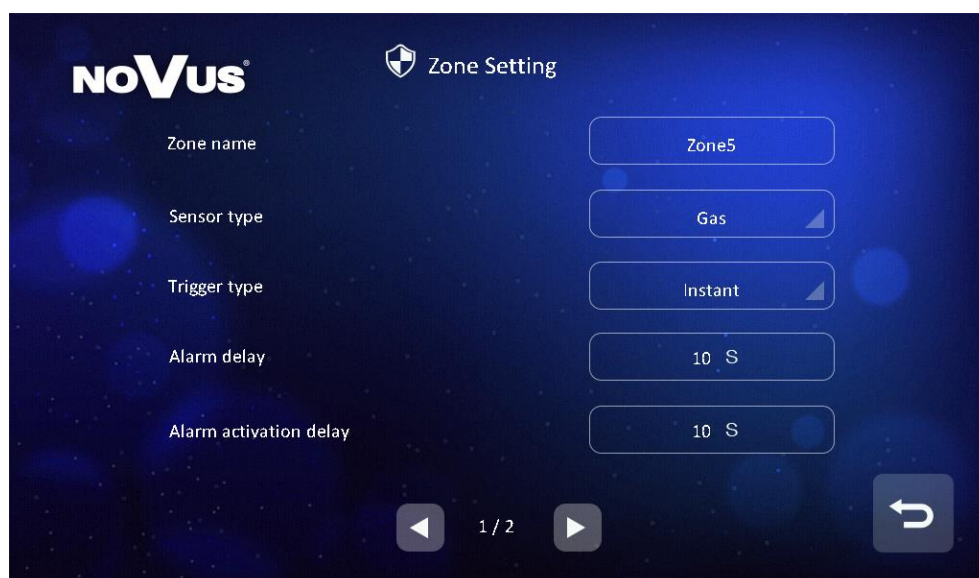 NOVUS®
Zone Setting
Zone name
Zone5
Sensor type
Gas
Trigger type
Instant
Alarm delay
10 S
Alarm activation delay
10 S
1 / 2